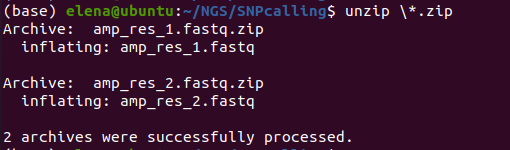 (base) elena@ubuntu:~/NGS/SNPcalling$ unzip \*.zip
Archive:  amp_res_1.fastq.zip
  inflating: amp_res_1.fastq
Archive:  amp_res_2.fastq.zip
  inflating: amp_res_2.fastq
2 archives were successfully processed.